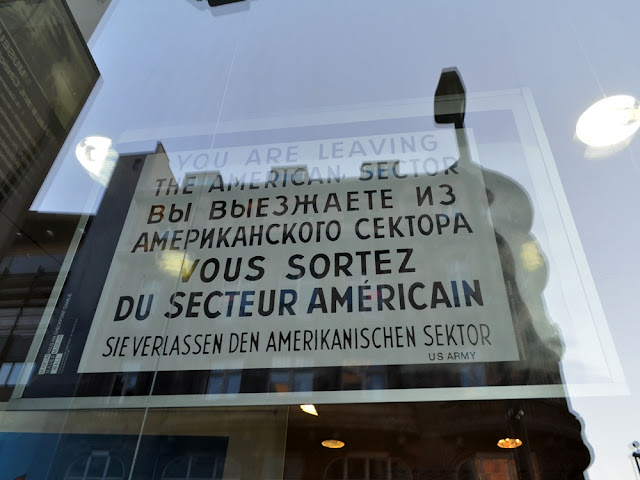 YOU ARE LEAVING
THE AMERICAN SECTOR
ВЫ ВЫЕЗЖАЕТЕ ИЗ
АМЕРИКАНСКОГО СЕКТОРА
VOUS SORTEZ
DU SECTEUR AMÉRICAIN
SIE VERLASSEN DEN AMERIKANISCHEN SEKTOR
US ARMY